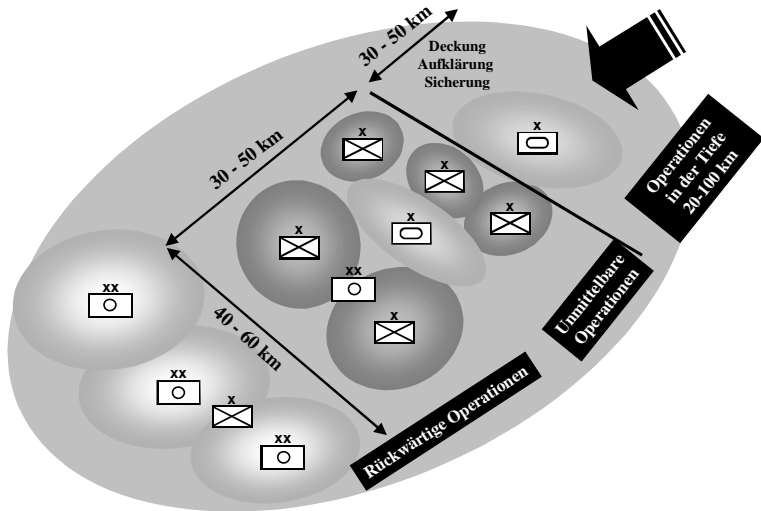 30 - 50 km
Deckung
Aufklärung
Sicherung
x
x
30 - 50 km
x
x
x
x
x
Operationen
in der Tiefe
20-100 km
xx
xx
x
40 - 60 km
Unmittelbare
Operationen
xx
x
xx
Rückwärtige Operationen